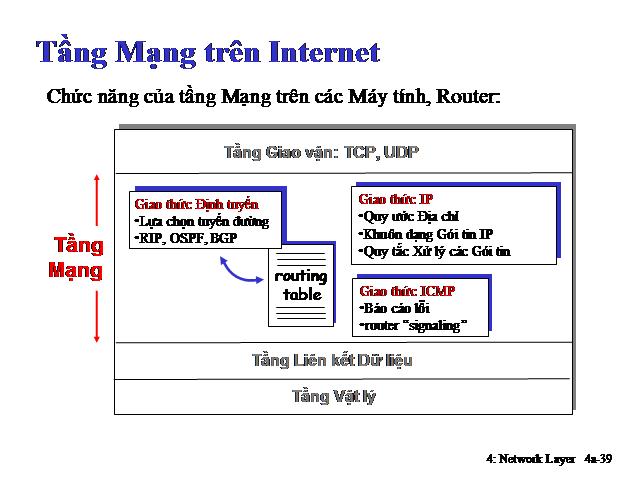 Tầng Mạng trên Internet
Chức năng của tầng Mạng trên các Máy tính, Router:
Tầng Giao vận: TCP, UDP
Tầng
Mạng
Giao thức: Định tuyến
•Lựa chọn tuyến đường
•RIP, OSPF, BGP
routing
table
Giao thức: IP
•Quy ước Địa chỉ
•Khuôn dạng Gói tin IP
•Quy tắc Xử lý các Gói tin
Giao thức: ICMP
•Báo cáo lỗi
•router “signaling”
Tầng Liên kết Dữ liệu
Tầng Vật lý
4: Network Layer 4a-39